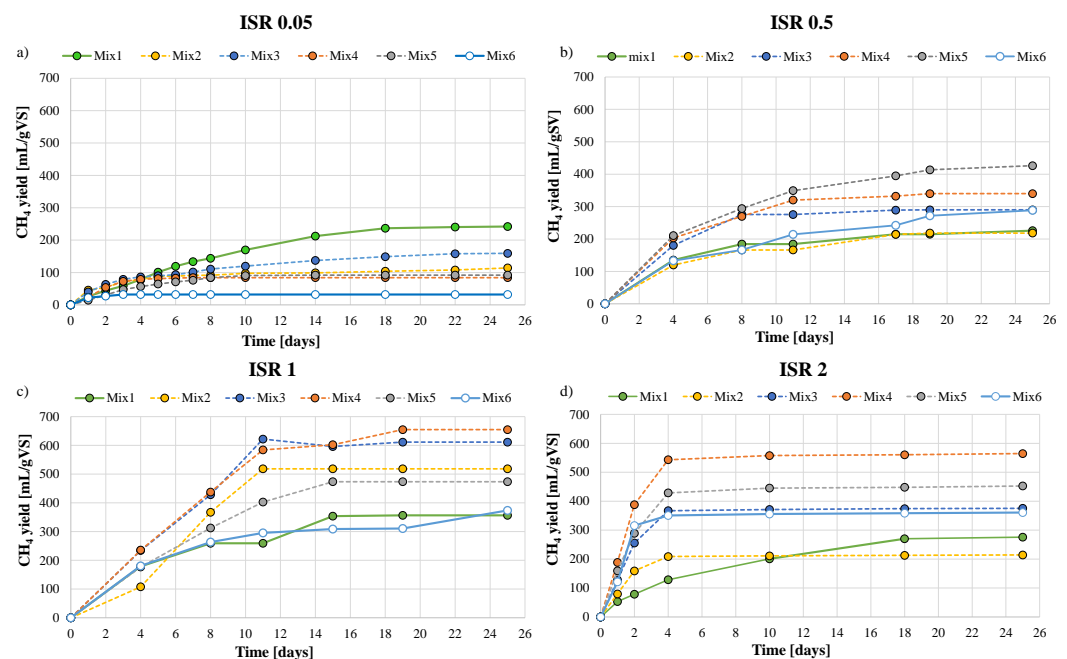 ISR 0.05
a)
Mix1 Mix2 Mix3 Mix4 Mix5 Mix6
CH4 yield [mL/gVS]
700
600
500
400
300
200
100
0
0 2 4 6 8 10 12 14 16 18 20 22 24 26
Time [days]
ISR 0.5
b)
mix1 Mix2 Mix3 Mix4 Mix5 Mix6
CH4 yield [mL/gSV]
700
600
500
400
300
200
100
0
0 2 4 6 8 10 12 14 16 18 20 22 24 26
Time [days]
ISR 1
c)
Mix1 Mix2 Mix3 Mix4 Mix5 Mix6
CH4 yield [mL/gVS]
700
600
500
400
300
200
100
0
0 2 4 6 8 10 12 14 16 18 20 22 24 26
Time [days]
ISR 2
d)
Mix1 Mix2 Mix3 Mix4 Mix5 Mix6
CH4 yield [mL/gVS]
700
600
500
400
300
200
100
0
0 2 4 6 8 10 12 14 16 18 20 22 24 26
Time [days]